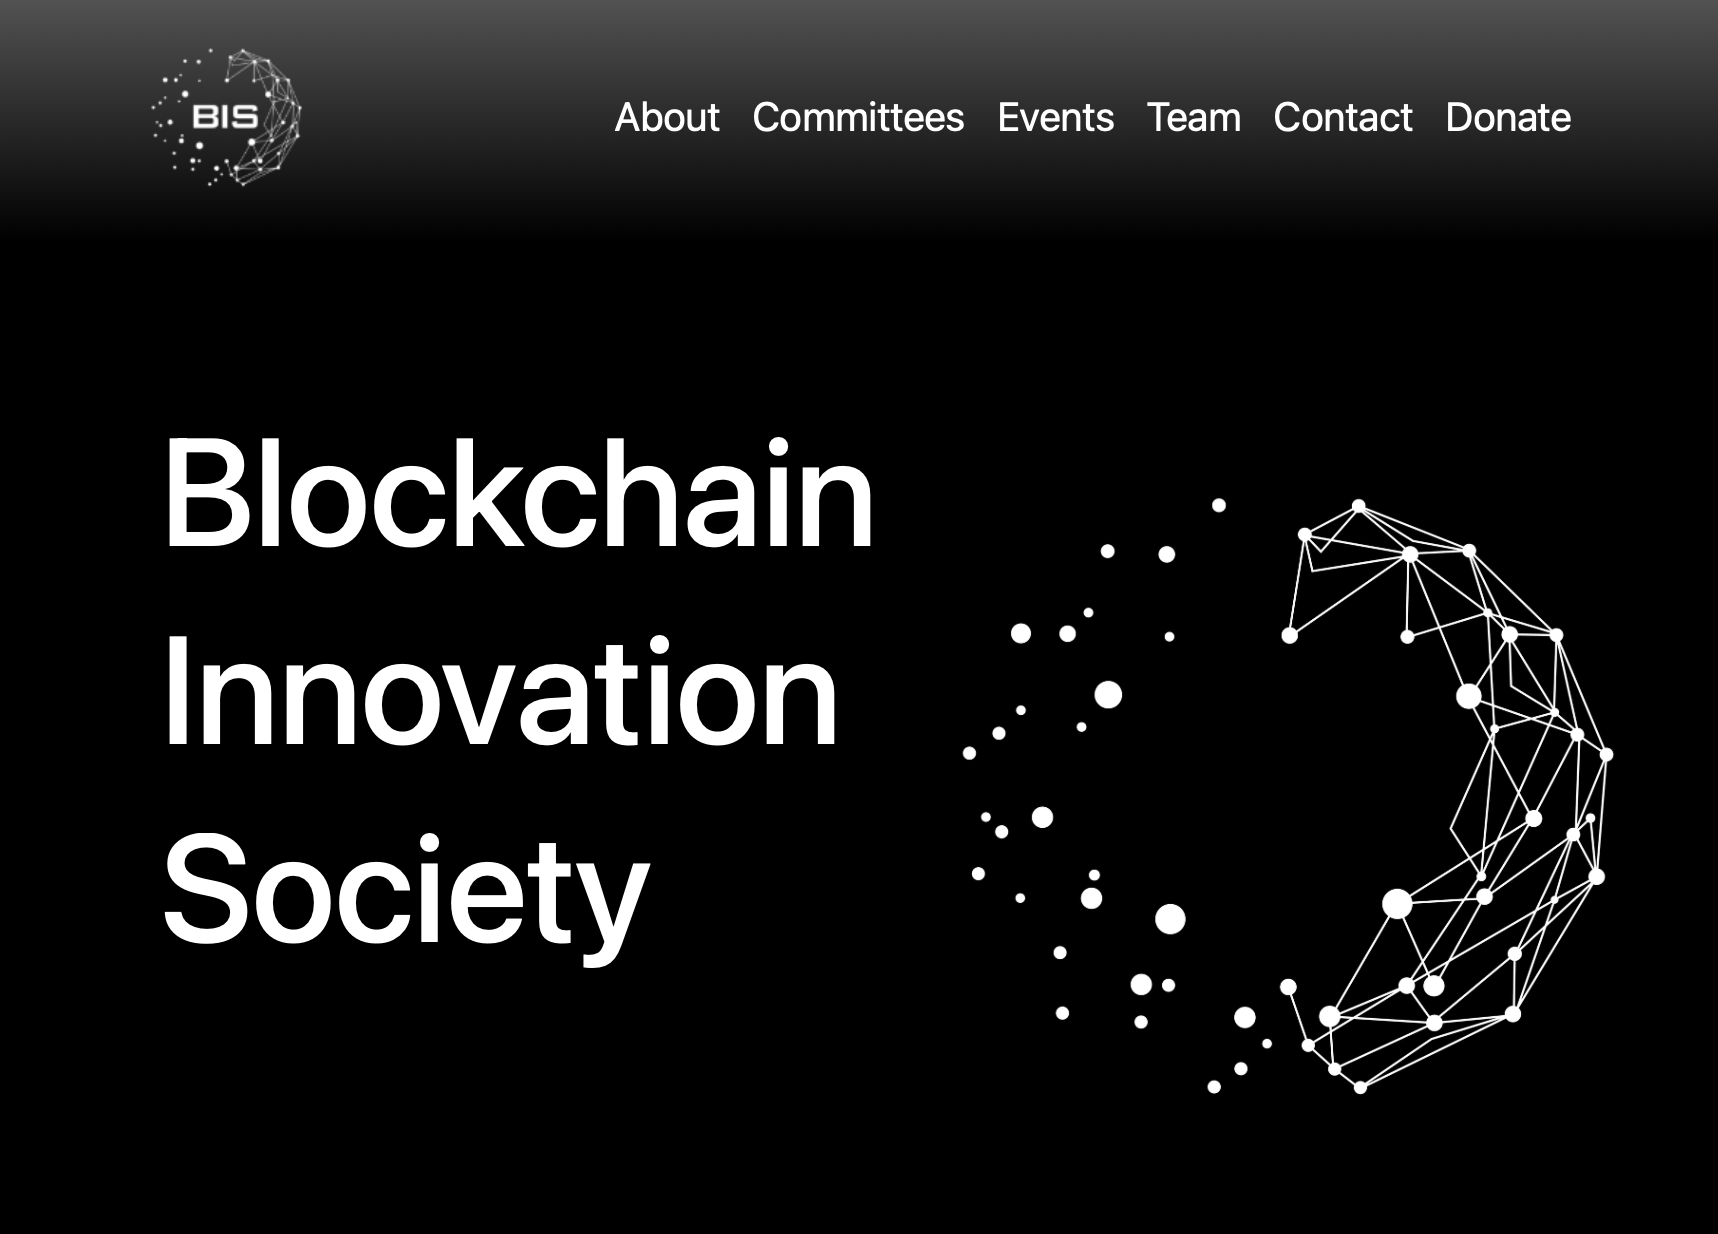 BIS
About Committees Events Team Contact Donate
Blockchain
Innovation
Society